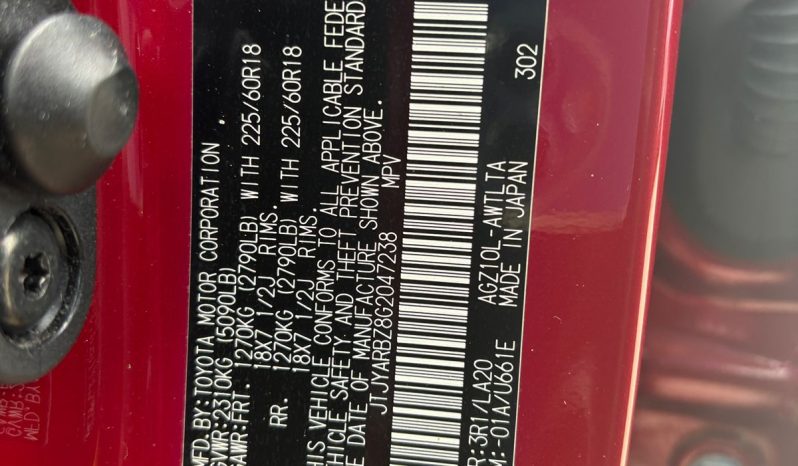 MFD.BY:TOYOTA MOTOR CORPORATION
GVWR:2310KG (5090LB)
GAWR:FRT. 1270KG (2790LB) WITH 225/60R18
18X7 1/2J RIMS.
RR. 1270KG (2790LB) WITH 225/60R18
18X7 1/2J RIMS.
THIS VEHICLE CONFORMS TO ALL APPLICABLE FEDE
VEHICLE SAFETY AND THEFT PREVENTION STANDARD
THE DATE OF MANUFACTURE SHOWN ABOVE.
JTJYARBZ8G2047238 MPV
R:3R1/LA20 AGZ10L-AWTLTA
M:-01A/U661E MADE IN JAPAN
302